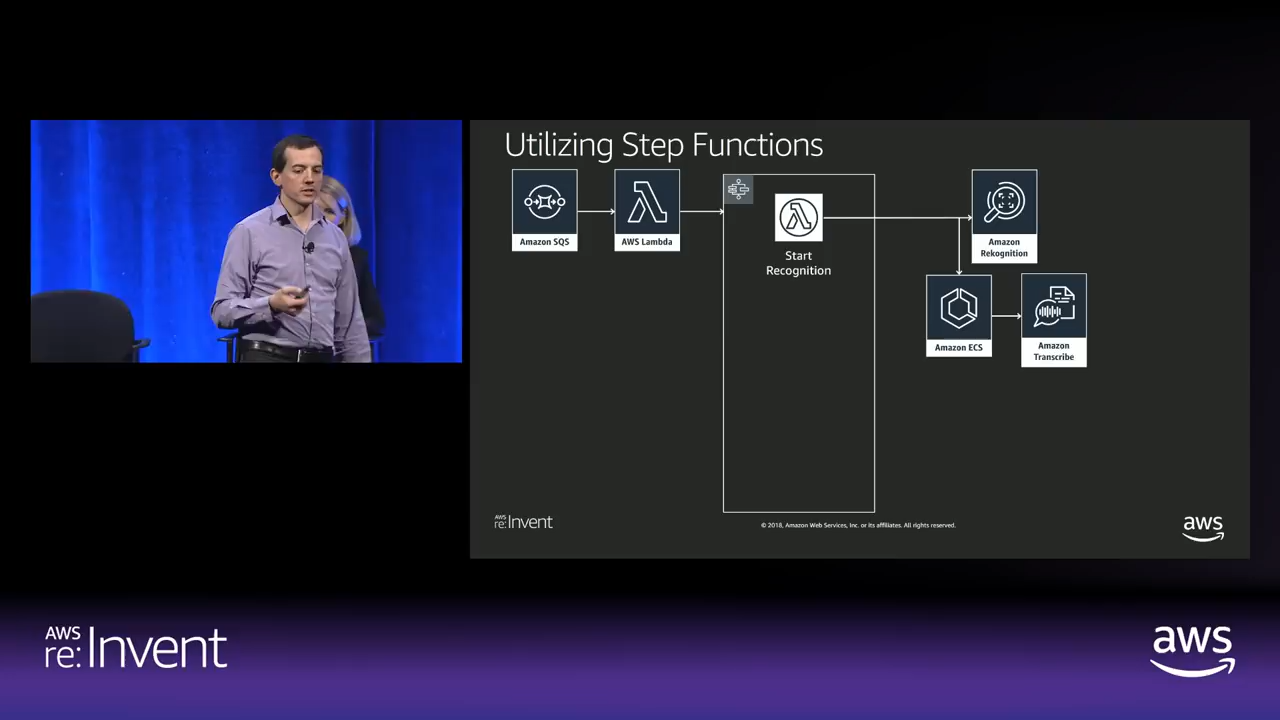 Utilizing Step Functions
Amazon SQS
AWS Lambda
Start
Recognition
Amazon
Rekognition
Amazon ECS
Amazon
Transcribe
AWS
re:Invent
© 2018, Amazon Web Services, Inc. or its affiliates. All rights reserved.
aws
AWS
re:Invent
aws